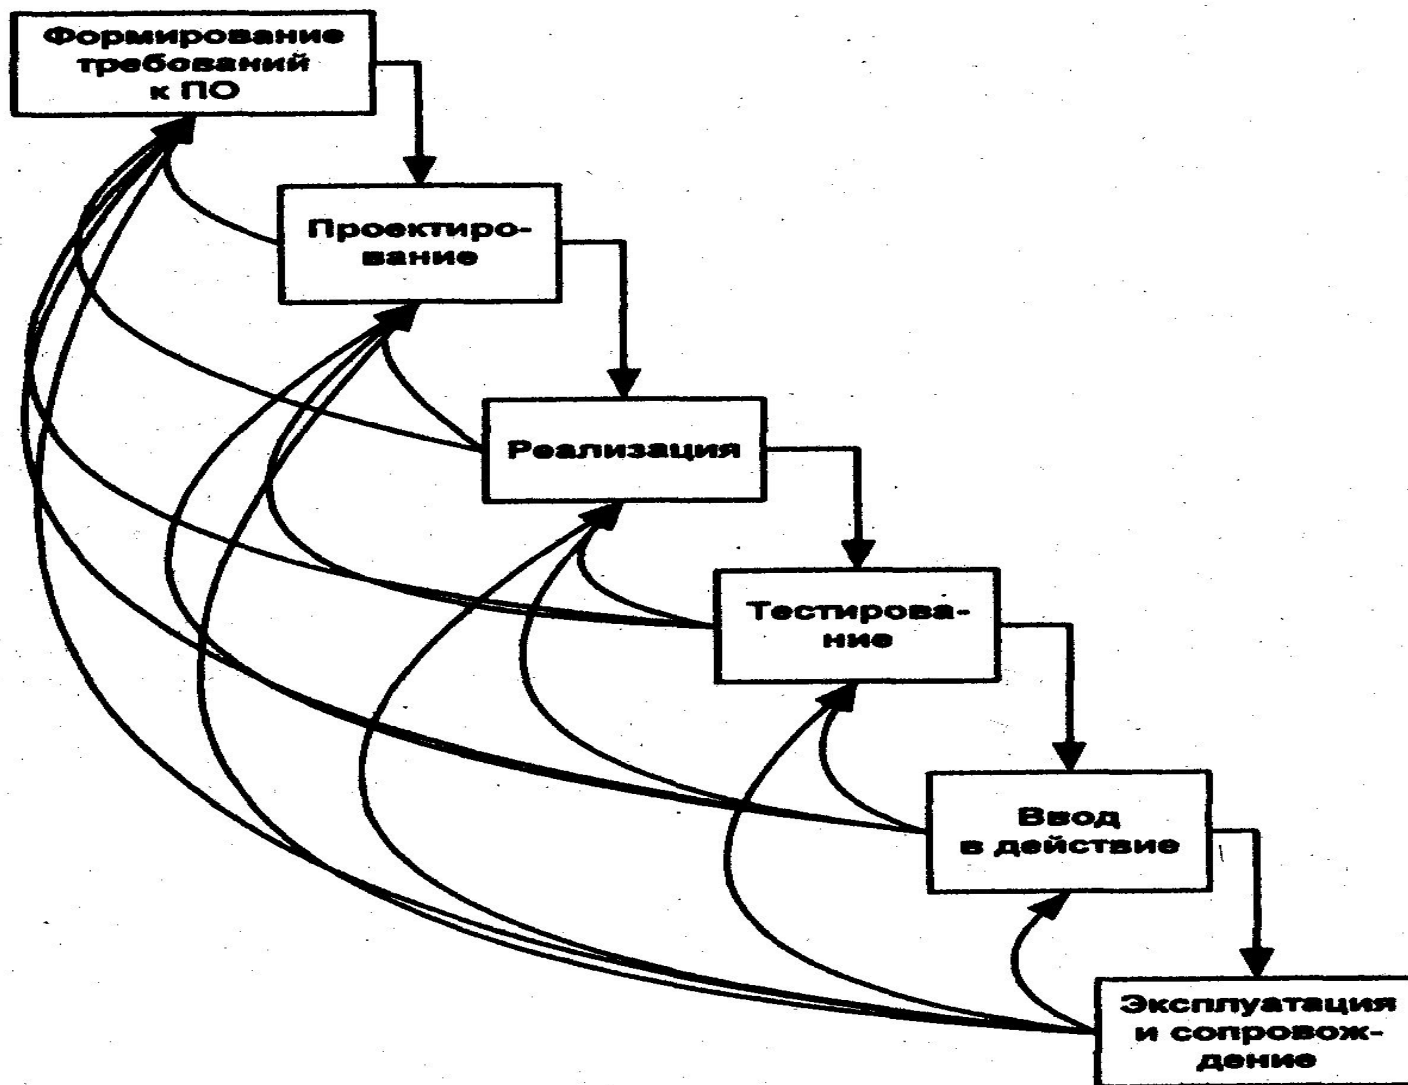 Формирование
требований
к ПО
Проектиро-
вание
Реализация
Тестирова-
ние
Ввод
в действие
Эксплуатация
и сопровож-
дение